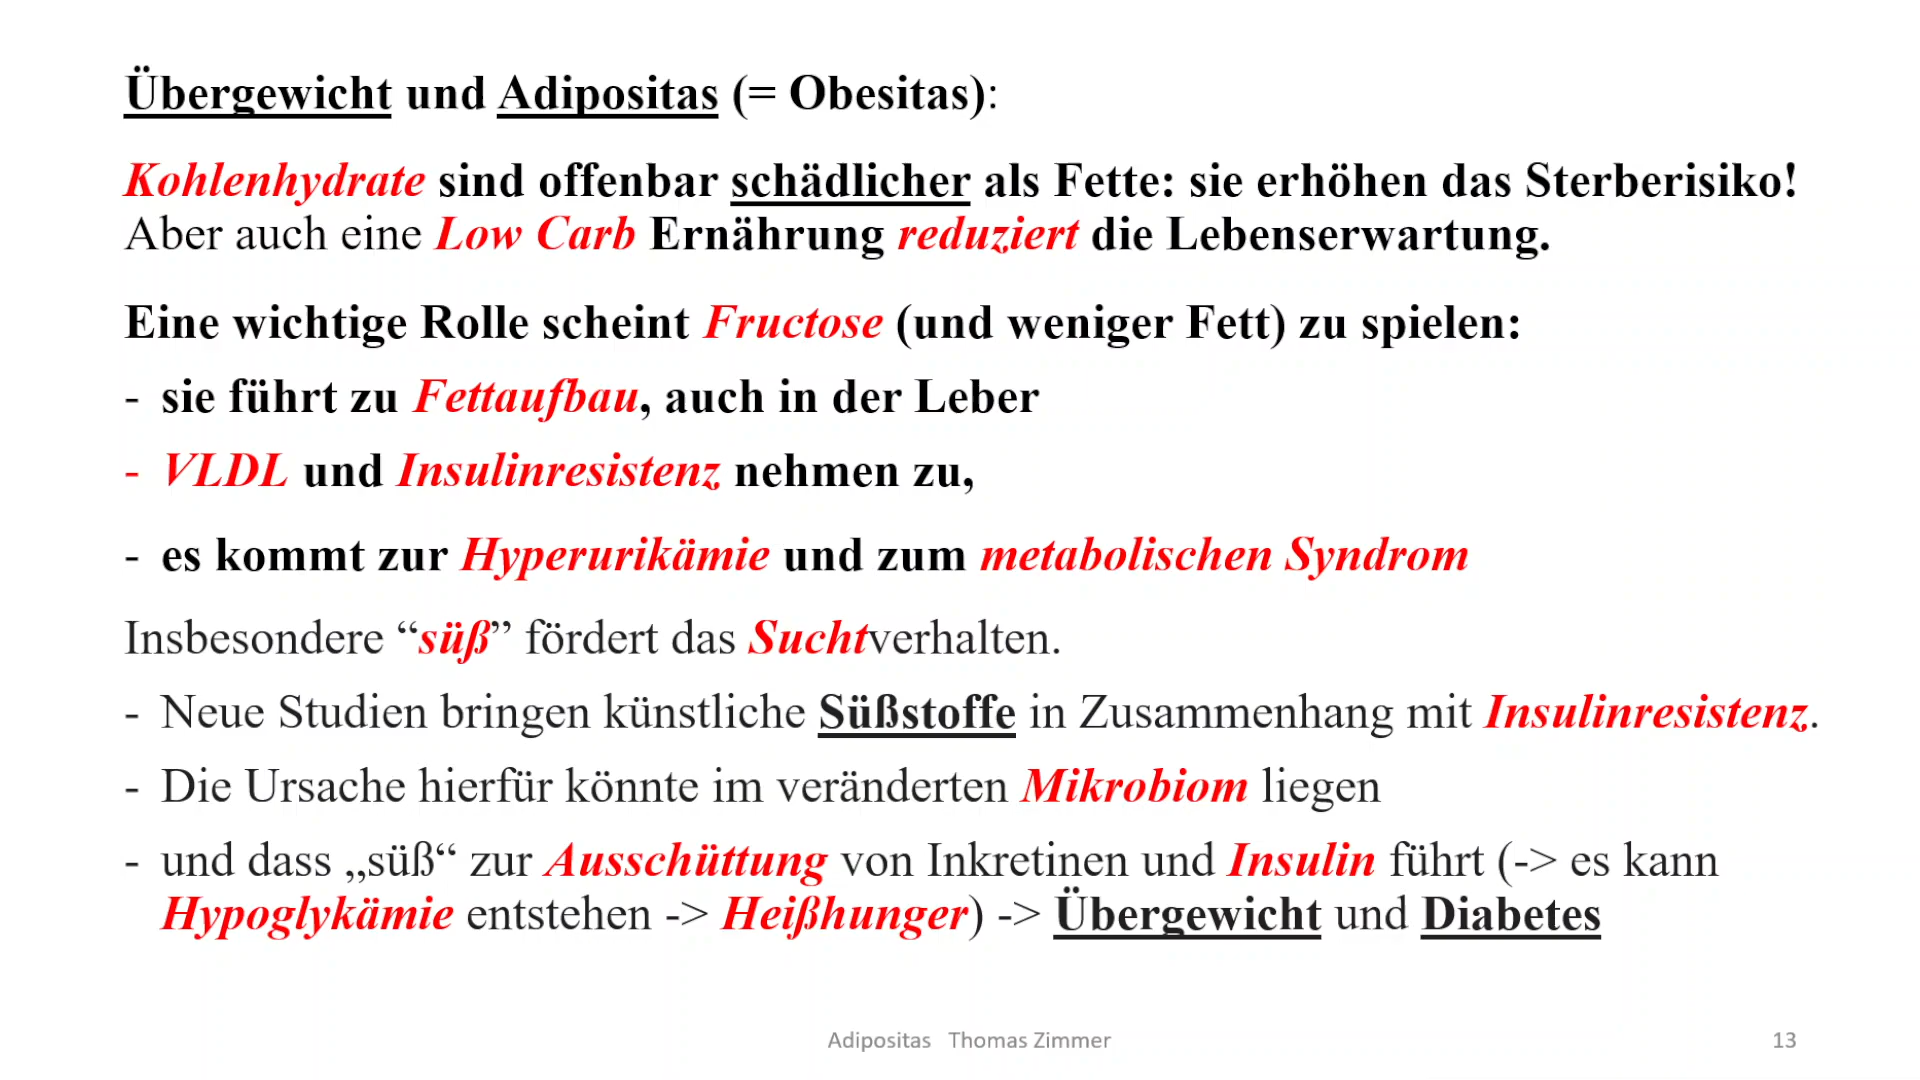 Übergewicht und Adipositas (= Obesitas):
Kohlenhydrate sind offenbar schädlicher als Fette: sie erhöhen das Sterberisiko!
Aber auch eine Low Carb Ernährung reduziert die Lebenserwartung.
Eine wichtige Rolle scheint Fructose (und weniger Fett) zu spielen:
- sie führt zu Fettaufbau, auch in der Leber
- VLDL und Insulinresistenz nehmen zu,
- es kommt zur Hyperurikämie und zum metabolischen Syndrom
Insbesondere “süß” fördert das Suchtverhalten.
- Neue Studien bringen künstliche Süßstoffe in Zusammenhang mit Insulinresistenz.
- Die Ursache hierfür könnte im veränderten Mikrobiom liegen
- und dass „süß“ zur Ausschüttung von Inkretinen und Insulin führt (-> es kann
Hypoglykämie entstehen -> Heißhunger) -> Übergewicht und Diabetes
Adipositas Thomas Zimmer
13